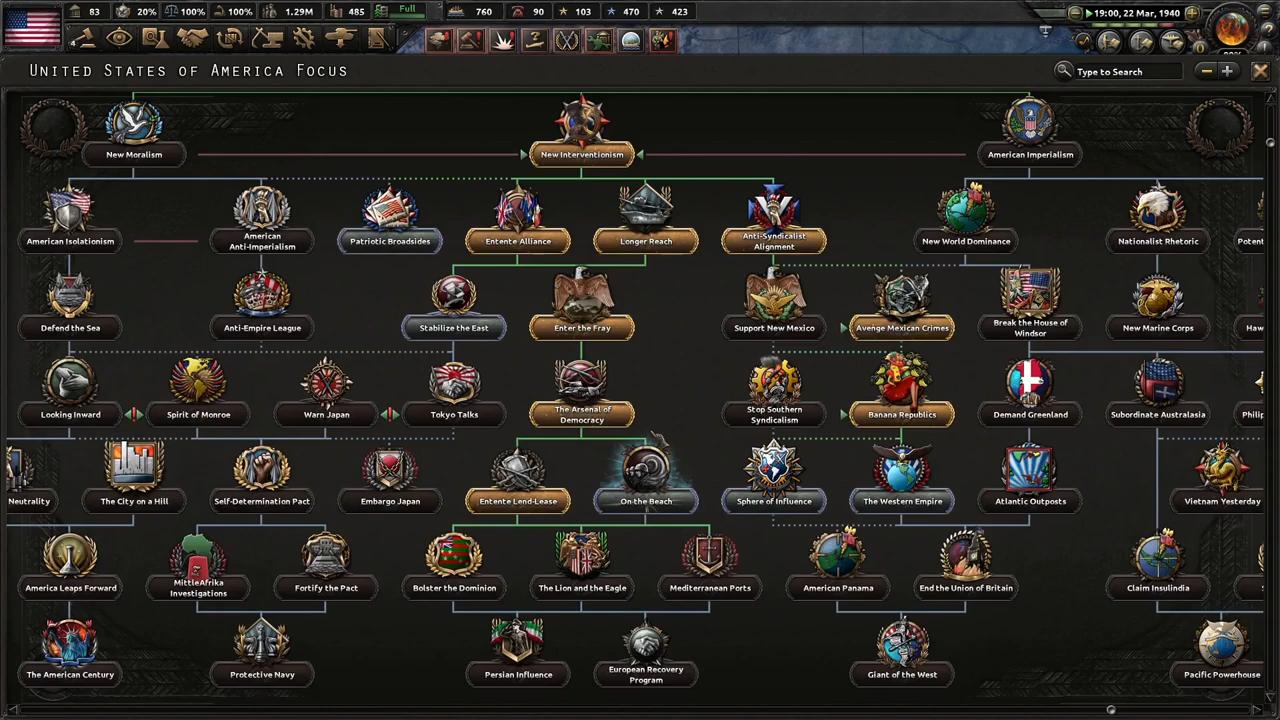 83 20% 100% 100% 1.29M 485 Full 760 90 103 470 423 19:00, 22 Mar, 1940
4
0
UNITED STATES OF AMERICA FOCUS
Type to Search
New Moralism
New Interventionism
American Imperialism
American Isolationism
American
Anti-Imperialism
Patriotic Broadsides
Entente Alliance
Longer Reach
Anti-Syndicalist
Alignment
New World Dominance
Nationalist Rhetoric
Potent
Defend the Sea
Anti-Empire League
Stabilize the East
Enter the Fray
Support New Mexico
Avenge Mexican Crimes
Break the House of
Windsor
New Marine Corps
Haw
Looking Inward
Spirit of Monroe
Warn Japan
Tokyo Talks
The Arsenal of
Democracy
Stop Southern
Syndicalism
Banana Republics
Demand Greenland
Subordinate Australasia
Philip
Neutrality
The City on a Hill
Self-Determination Pact
Embargo Japan
Entente Lend-Lease
On the Beach
Sphere of Influence
The Western Empire
Atlantic Outposts
Vietnam Yesterday
America Leaps Forward
MittleAfrika
Investigations
Fortify the Pact
Bolster the Dominion
The Lion and the Eagle
Mediterranean Ports
American Panama
End the Union of Britain
Claim Insulindia
The American Century
Protective Navy
Persian Influence
European Recovery
Program
Giant of the West
Pacific Powerhouse